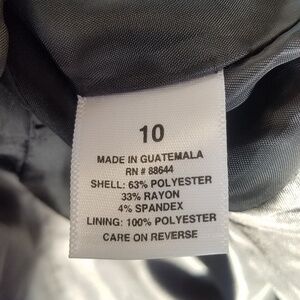 10
MADE IN GUATEMALA
RN # 88644
SHELL: 63% POLYESTER
33% RAYON
4% SPANDEX
LINING: 100% POLYESTER
CARE ON REVERSE